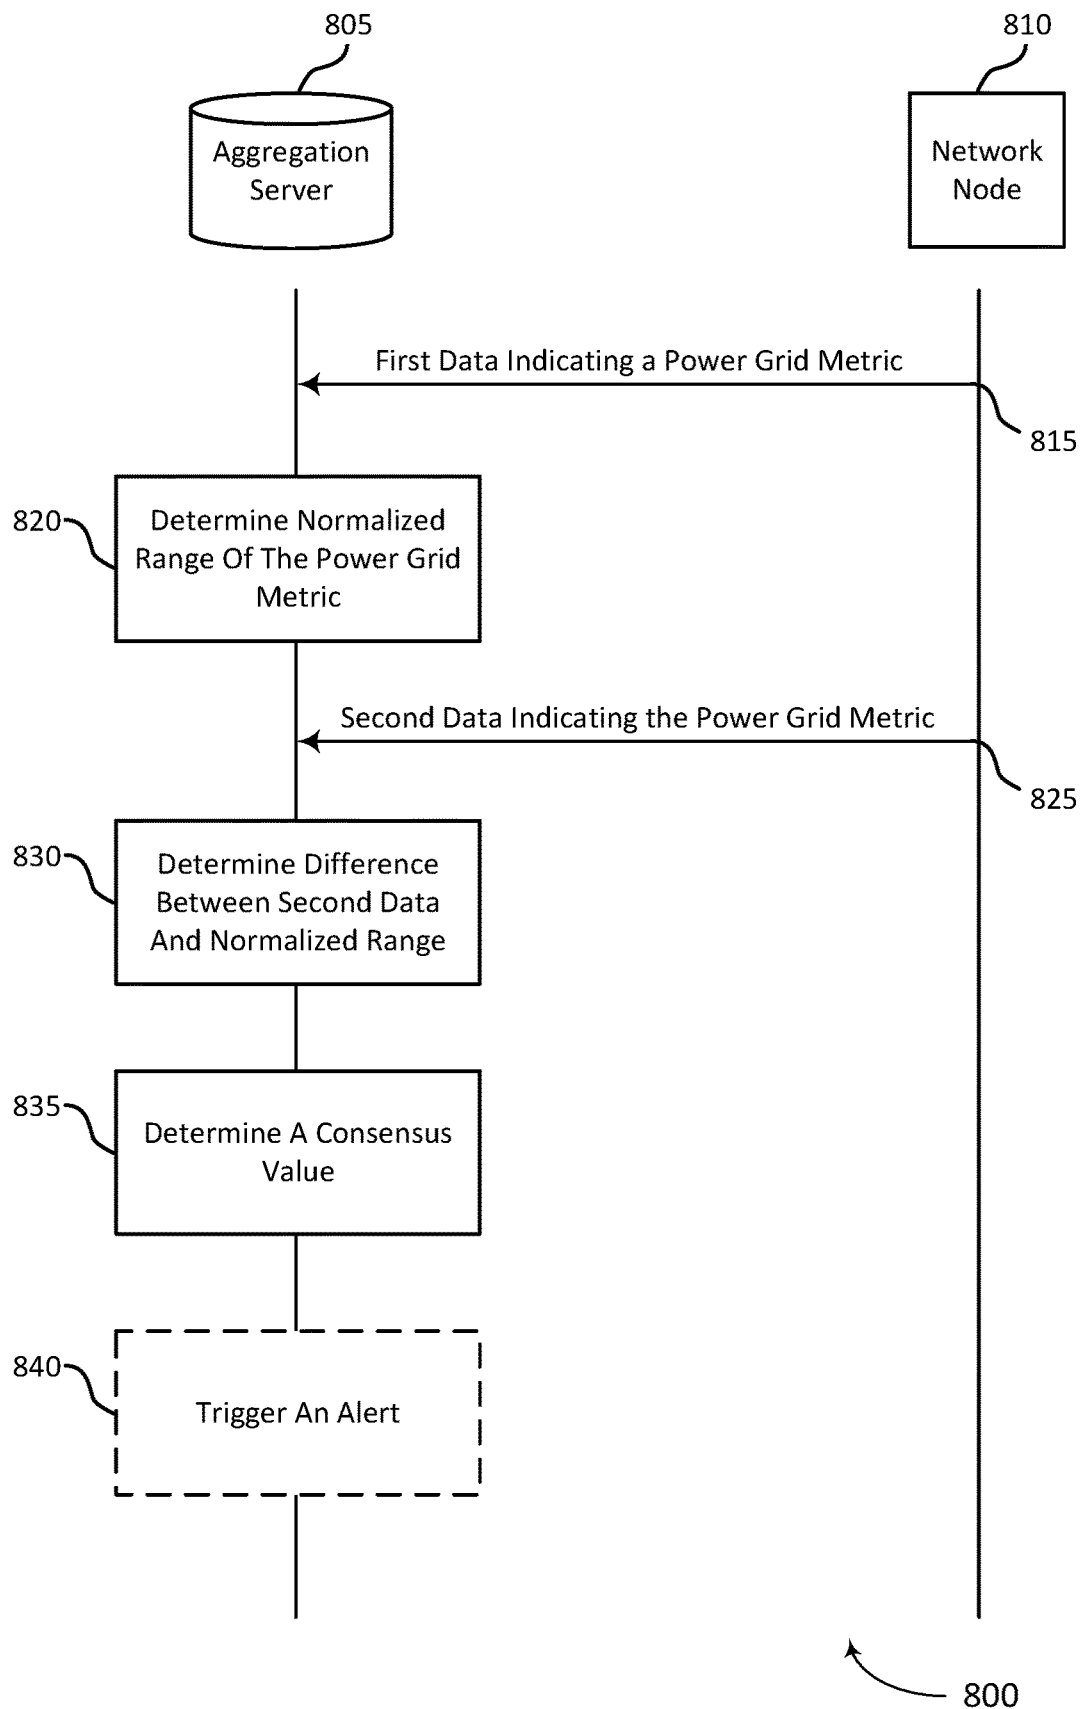 805
810
Aggregation
Server
Network
Node
First Data Indicating a Power Grid Metric
815
820
Determine Normalized
Range Of The Power Grid
Metric
Second Data Indicating the Power Grid Metric
825
830
Determine Difference
Between Second Data
And Normalized Range
835
Determine A Consensus
Value
840
Trigger An Alert
800